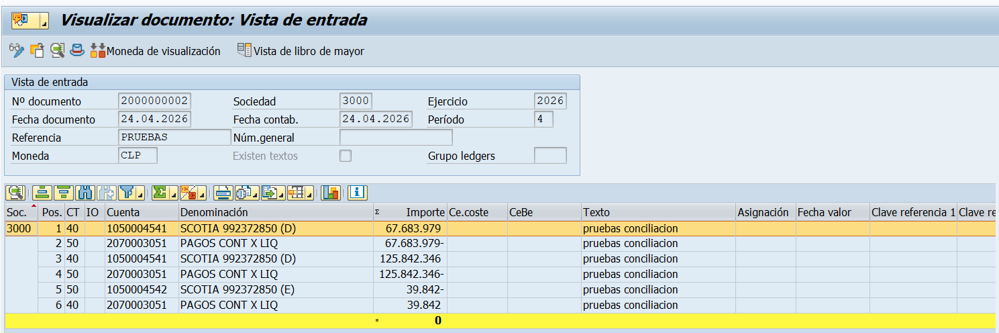 Visualizar documento: Vista de entrada
Moneda de visualización Vista de libro de mayor
Vista de entrada
Nº documento 2000000002 Sociedad 3000 Ejercicio 2026
Fecha documento 24.04.2026 Fecha contab. 24.04.2026 Período 4
Referencia PRUEBAS Núm.general
Moneda CLP Existen textos Grupo ledgers
Soc. Pos. CT IO Cuenta Denominación Σ Importe Ce.coste CeBe Texto Asignación Fecha valor Clave referencia 1 Clave re
3000 1 40 1050004541 SCOTIA 992372850 (D) 67.683.979 pruebas conciliacion
2 50 2070003051 PAGOS CONT X LIQ 67.683.979- pruebas conciliacion
3 40 1050004541 SCOTIA 992372850 (D) 125.842.346 pruebas conciliacion
4 50 2070003051 PAGOS CONT X LIQ 125.842.346- pruebas conciliacion
5 50 1050004542 SCOTIA 992372850 (E) 39.842- pruebas conciliacion
6 40 2070003051 PAGOS CONT X LIQ 39.842 pruebas conciliacion
0